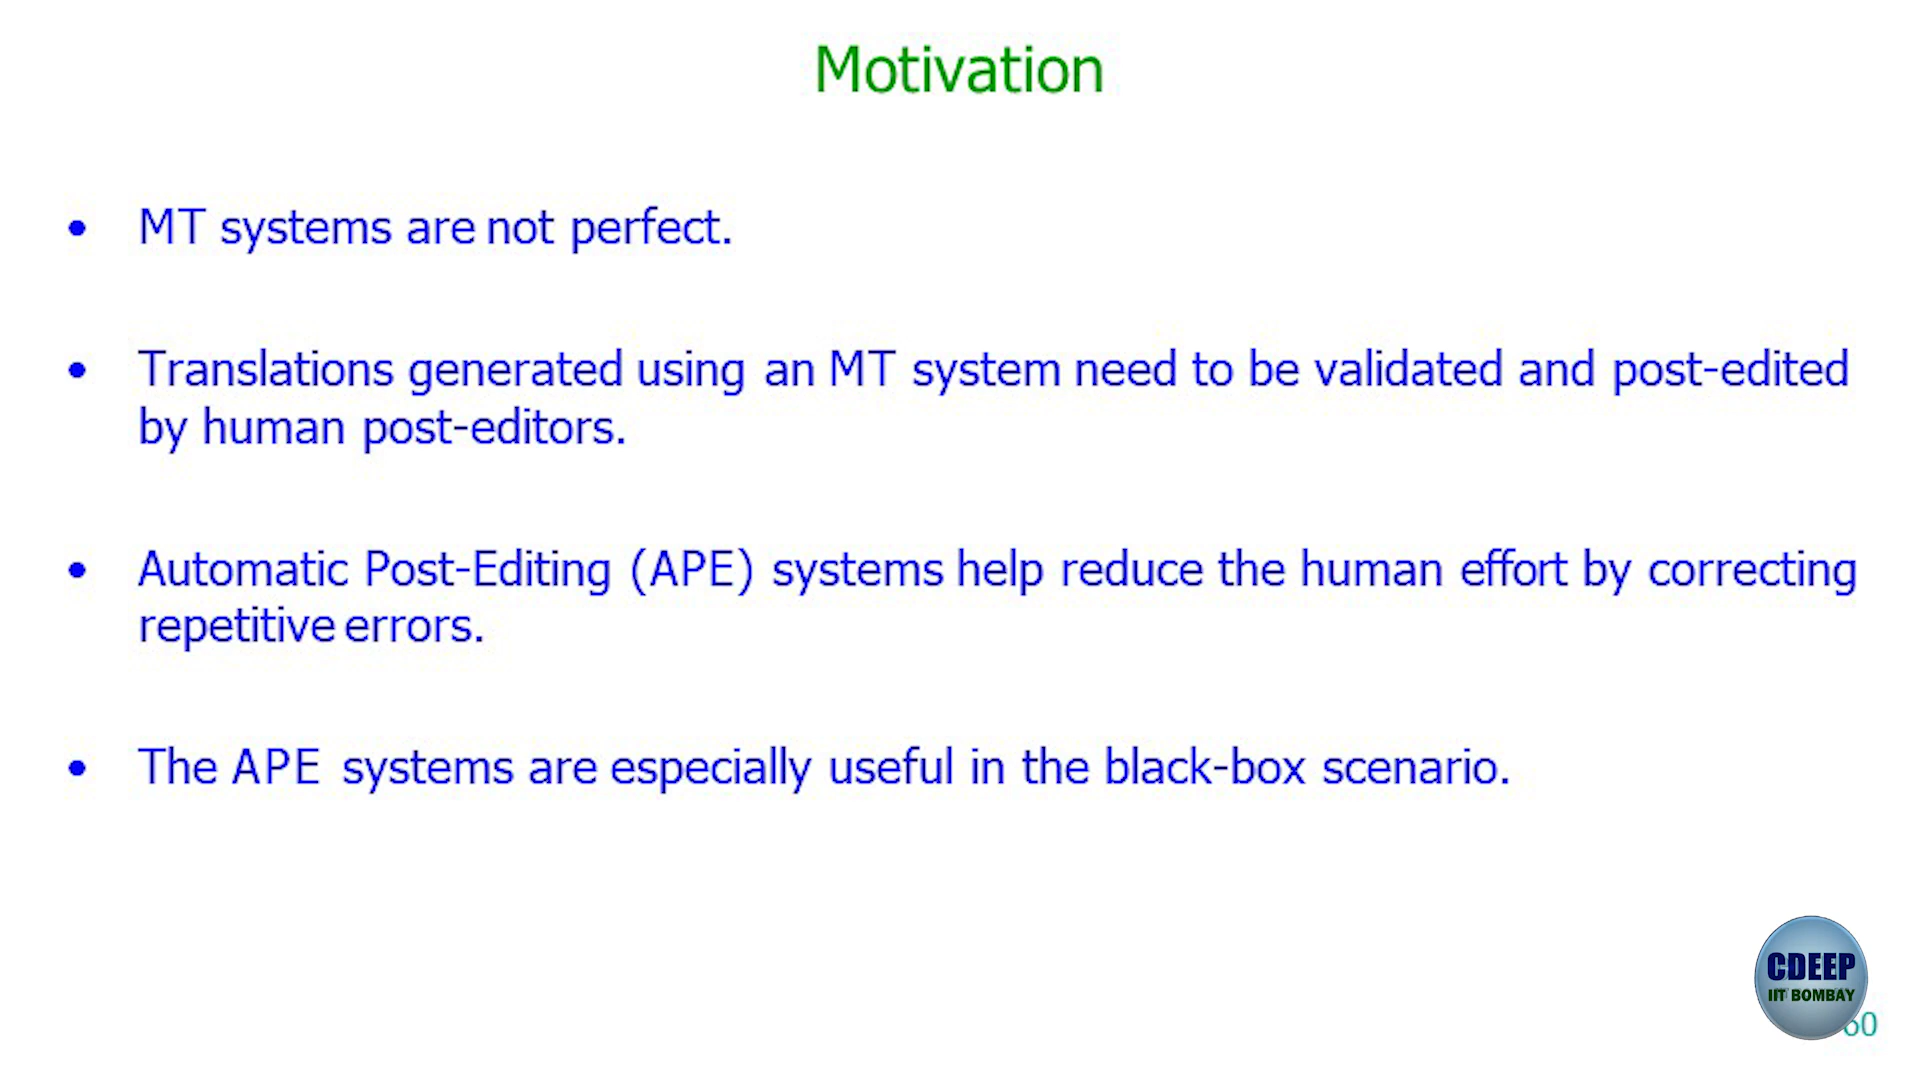 Motivation
• MT systems are not perfect.
• Translations generated using an MT system need to be validated and post-edited
by human post-editors.
• Automatic Post-Editing (APE) systems help reduce the human effort by correcting
repetitive errors.
• The APE systems are especially useful in the black-box scenario.
CDEEP
IIT BOMBAY
60